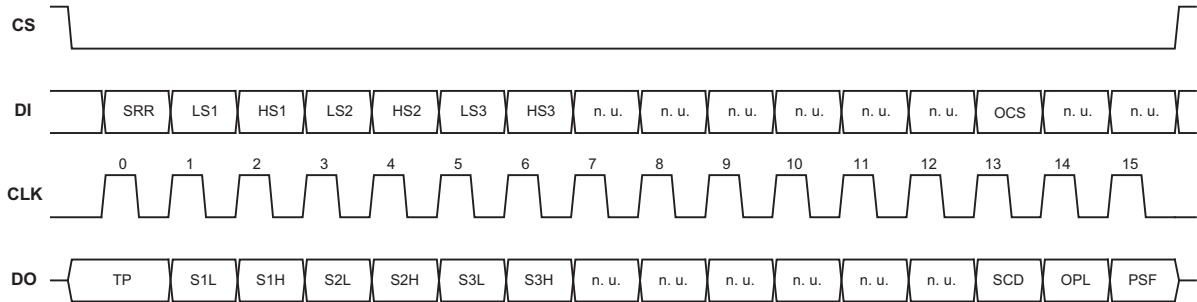 CS
DI SRR LS1 HS1 LS2 HS2 LS3 HS3 n. u. n. u. n. u. n. u. n. u. n. u. OCS n. u. n. u.
0 1 2 3 4 5 6 7 8 9 10 11 12 13 14 15
CLK
DO TP S1L S1H S2L S2H S3L S3H n. u. n. u. n. u. n. u. n. u. n. u. SCD OPL PSF